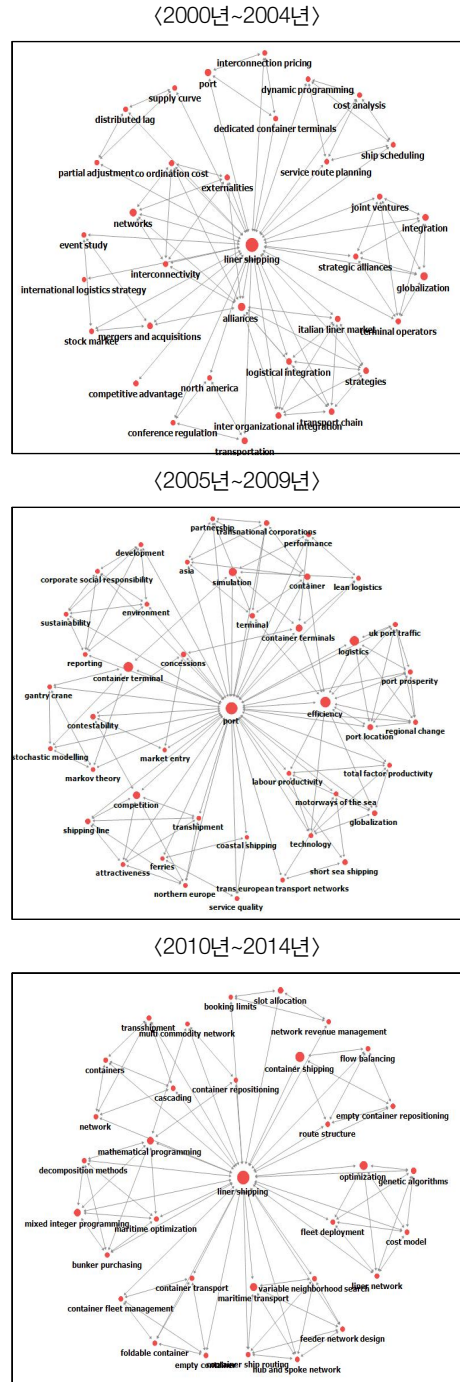 〈2000년~2004년〉
interconnection pricing
port
dynamic programming
supply curve
cost analysis
distributed lag
dedicated container terminals
ship scheduling
partial adjustment
co ordination cost
service route planning
externalities
joint ventures
networks
integration
event study
liner shipping
strategic alliances
interconnectivity
international logistics strategy
globalization
alliances
terminal operators
stock market
mergers and acquisitions
italian liner market
logistical integration
competitive advantage
north america
strategies
conference regulation
inter organizational integration
transport chain
transportation
〈2005년~2009년〉
partnership
transnational corporations
performance
development
asia
corporate social responsibility
simulation
container
lean logistics
sustainability
environment
terminal
container terminals
uk port traffic
reporting
concessions
logistics
container terminal
port prosperity
gantry crane
contestability
port
efficiency
port location
regional change
stochastic modelling
market entry
markov theory
labour productivity
total factor productivity
competition
motorways of the sea
shipping line
transhipment
globalization
coastal shipping
technology
attractiveness
ferries
short sea shipping
northern europe
trans european transport networks
service quality
〈2010년~2014년〉
slot allocation
booking limits
transshipment
multi commodity network
network revenue management
containers
container shipping
flow balancing
cascading
container repositioning
network
empty container repositioning
route structure
mathematical programming
decomposition methods
liner shipping
optimization
genetic algorithms
mixed integer programming
maritime optimization
fleet deployment
cost model
bunker purchasing
container transport
variable neighborhood search
liner network
maritime transport
container fleet management
feeder network design
foldable container
empty container
container ship routing
hub and spoke network